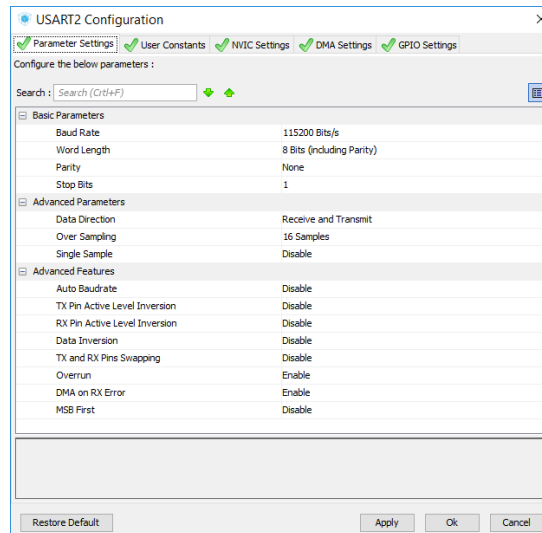 USART2 Configuration
Parameter Settings User Constants NVIC Settings DMA Settings GPIO Settings
Configure the below parameters :
Search : Search (Crtl+F)
Basic Parameters
Baud Rate 115200 Bits/s
Word Length 8 Bits (including Parity)
Parity None
Stop Bits 1
Advanced Parameters
Data Direction Receive and Transmit
Over Sampling 16 Samples
Single Sample Disable
Advanced Features
Auto Baudrate Disable
TX Pin Active Level Inversion Disable
RX Pin Active Level Inversion Disable
Data Inversion Disable
TX and RX Pins Swapping Disable
Overrun Enable
DMA on RX Error Enable
MSB First Disable
Restore Default Apply Ok Cancel